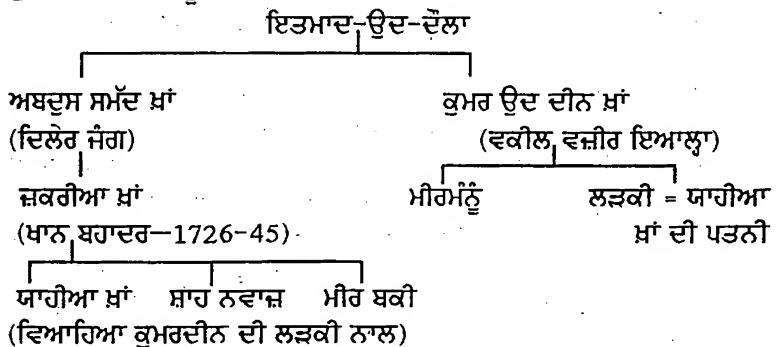 ਇਤਮਾਦ-ਉਦ-ਦੌਲਾ
ਅਬਦੁਸ ਸਮੱਦ ਖ਼ਾਂ ਕੁਮਰ ਉਦ ਦੀਨ ਖ਼ਾਂ
(ਦਿਲੇਰ ਜੰਗ) (ਵਕੀਲ ਵਜ਼ੀਰ ਇਆਲ੍ਹਾ)
ਜ਼ਕਰੀਆ ਖ਼ਾਂ ਮੀਰਮੰਨੂੰ ਲੜਕੀ = ਯਾਹੀਆ
(ਖਾਨ ਬਹਾਦਰ—1726-45) ਖ਼ਾਂ ਦੀ ਪਤਨੀ
ਯਾਹੀਆ ਖ਼ਾਂ ਸ਼ਾਹ ਨਵਾਜ਼ ਮੀਰ ਬਕੀ
(ਵਿਆਹਿਆ ਕੁਮਰਦੀਨ ਦੀ ਲੜਕੀ ਨਾਲ)